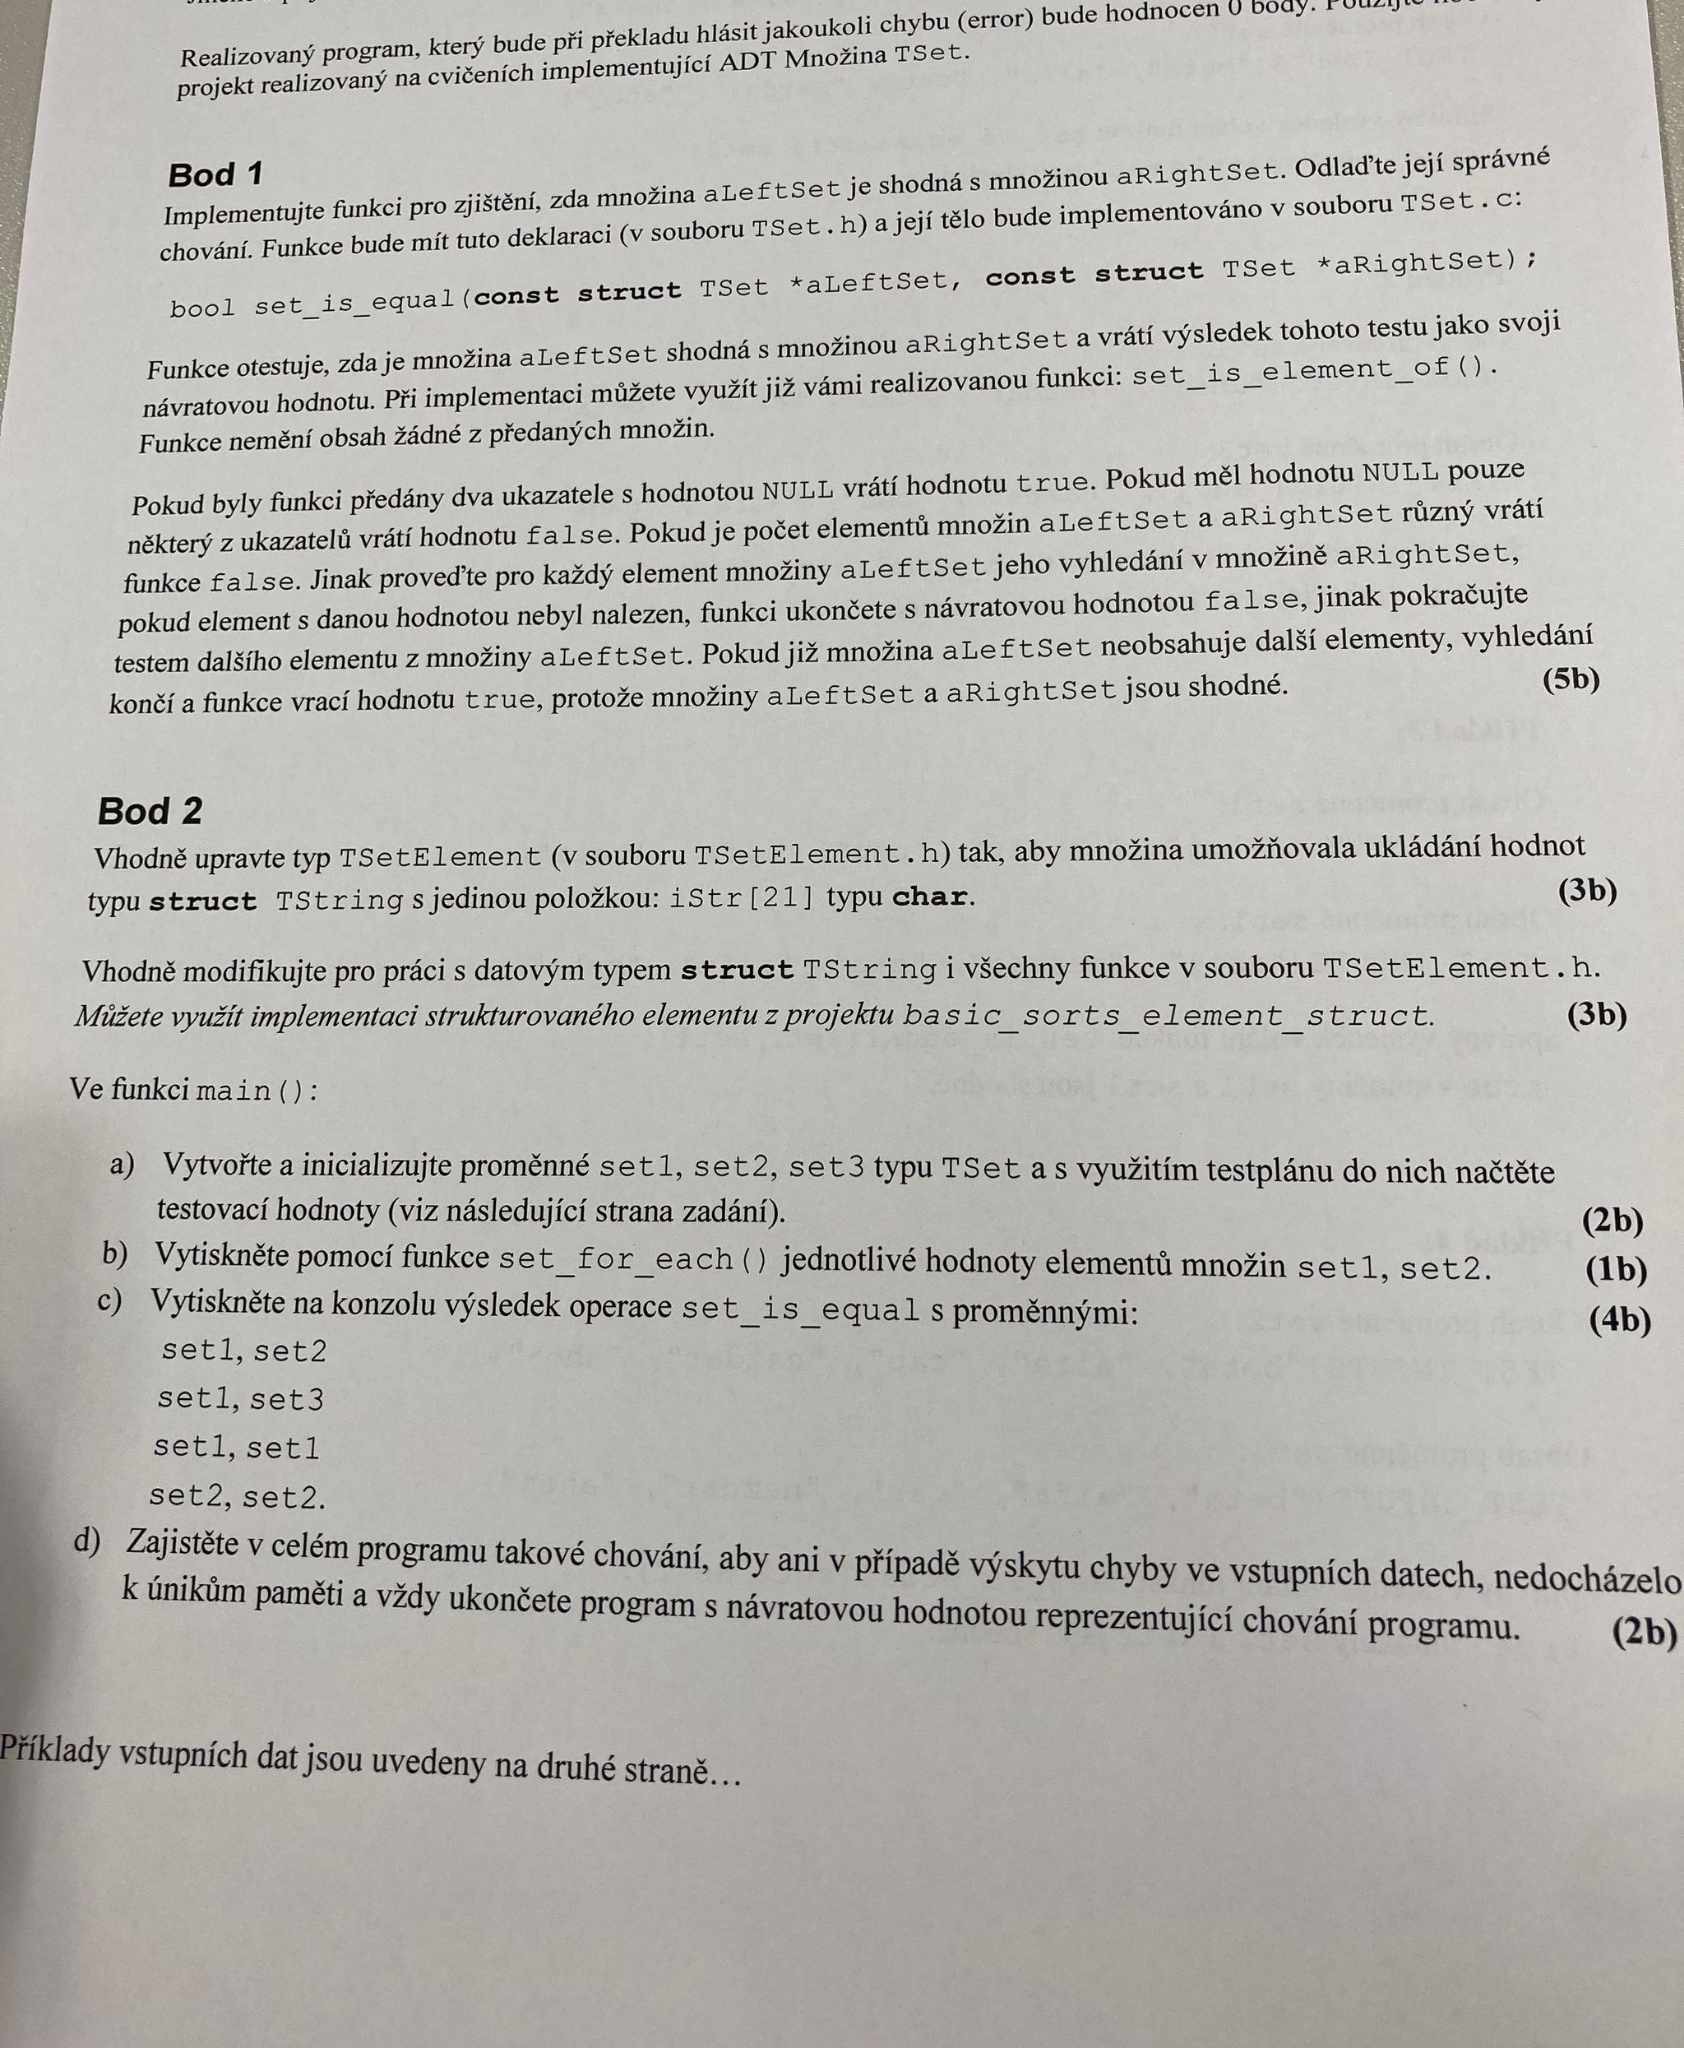 Realizovaný program, který bude při překladu hlásit jakoukoli chybu (error) bude hodnocen 0 body.
projekt realizovaný na cvičeních implementující ADT Množina TSet.
Bod 1
Implementujte funkci pro zjištění, zda množina aLeftSet je shodná s množinou aRightSet. Odlaďte její správné
chování. Funkce bude mít tuto deklaraci (v souboru TSet.h) a její tělo bude implementováno v souboru TSet.c:
bool set_is_equal(const struct TSet *aLeftSet, const struct TSet *aRightSet);
Funkce otestuje, zda je množina aLeftSet shodná s množinou aRightSet a vrátí výsledek tohoto testu jako svoji
návratovou hodnotu. Při implementaci můžete využít již vámi realizovanou funkci: set_is_element_of().
Funkce nemění obsah žádné z předaných množin.
Pokud byly funkci předány dva ukazatele s hodnotou NULL vrátí hodnotu true. Pokud měl hodnotu NULL pouze
některý z ukazatelů vrátí hodnotu false. Pokud je počet elementů množin aLeftSet a aRightSet různý vrátí
funkce false. Jinak proveďte pro každý element množiny aLeftSet jeho vyhledání v množině aRightSet,
pokud element s danou hodnotou nebyl nalezen, funkci ukončete s návratovou hodnotou false, jinak pokračujte
testem dalšího elementu z množiny aLeftSet. Pokud již množina aLeftSet neobsahuje další elementy, vyhledání
končí a funkce vrací hodnotu true, protože množiny aLeftSet a aRightSet jsou shodné. (5b)
Bod 2
Vhodně upravte typ TSetElement (v souboru TSetElement.h) tak, aby množina umožňovala ukládání hodnot
typu struct TString s jedinou položkou: iStr[21] typu char. (3b)
Vhodně modifikujte pro práci s datovým typem struct TString i všechny funkce v souboru TSetElement.h.
Můžete využít implementaci strukturovaného elementu z projektu basic_sorts_element_struct. (3b)
Ve funkci main():
a) Vytvořte a inicializujte proměnné set1, set2, set3 typu TSet a s využitím testplánu do nich načtěte
testovací hodnoty (viz následující strana zadání). (2b)
b) Vytiskněte pomocí funkce set_for_each() jednotlivé hodnoty elementů množin set1, set2. (1b)
c) Vytiskněte na konzolu výsledek operace set_is_equal s proměnnými: (4b)
set1, set2
set1, set3
set1, set1
set2, set2.
d) Zajistěte v celém programu takové chování, aby ani v případě výskytu chyby ve vstupních datech, nedocházelo
k únikům paměti a vždy ukončete program s návratovou hodnotou reprezentující chování programu. (2b)
Příklady vstupních dat jsou uvedeny na druhé straně…